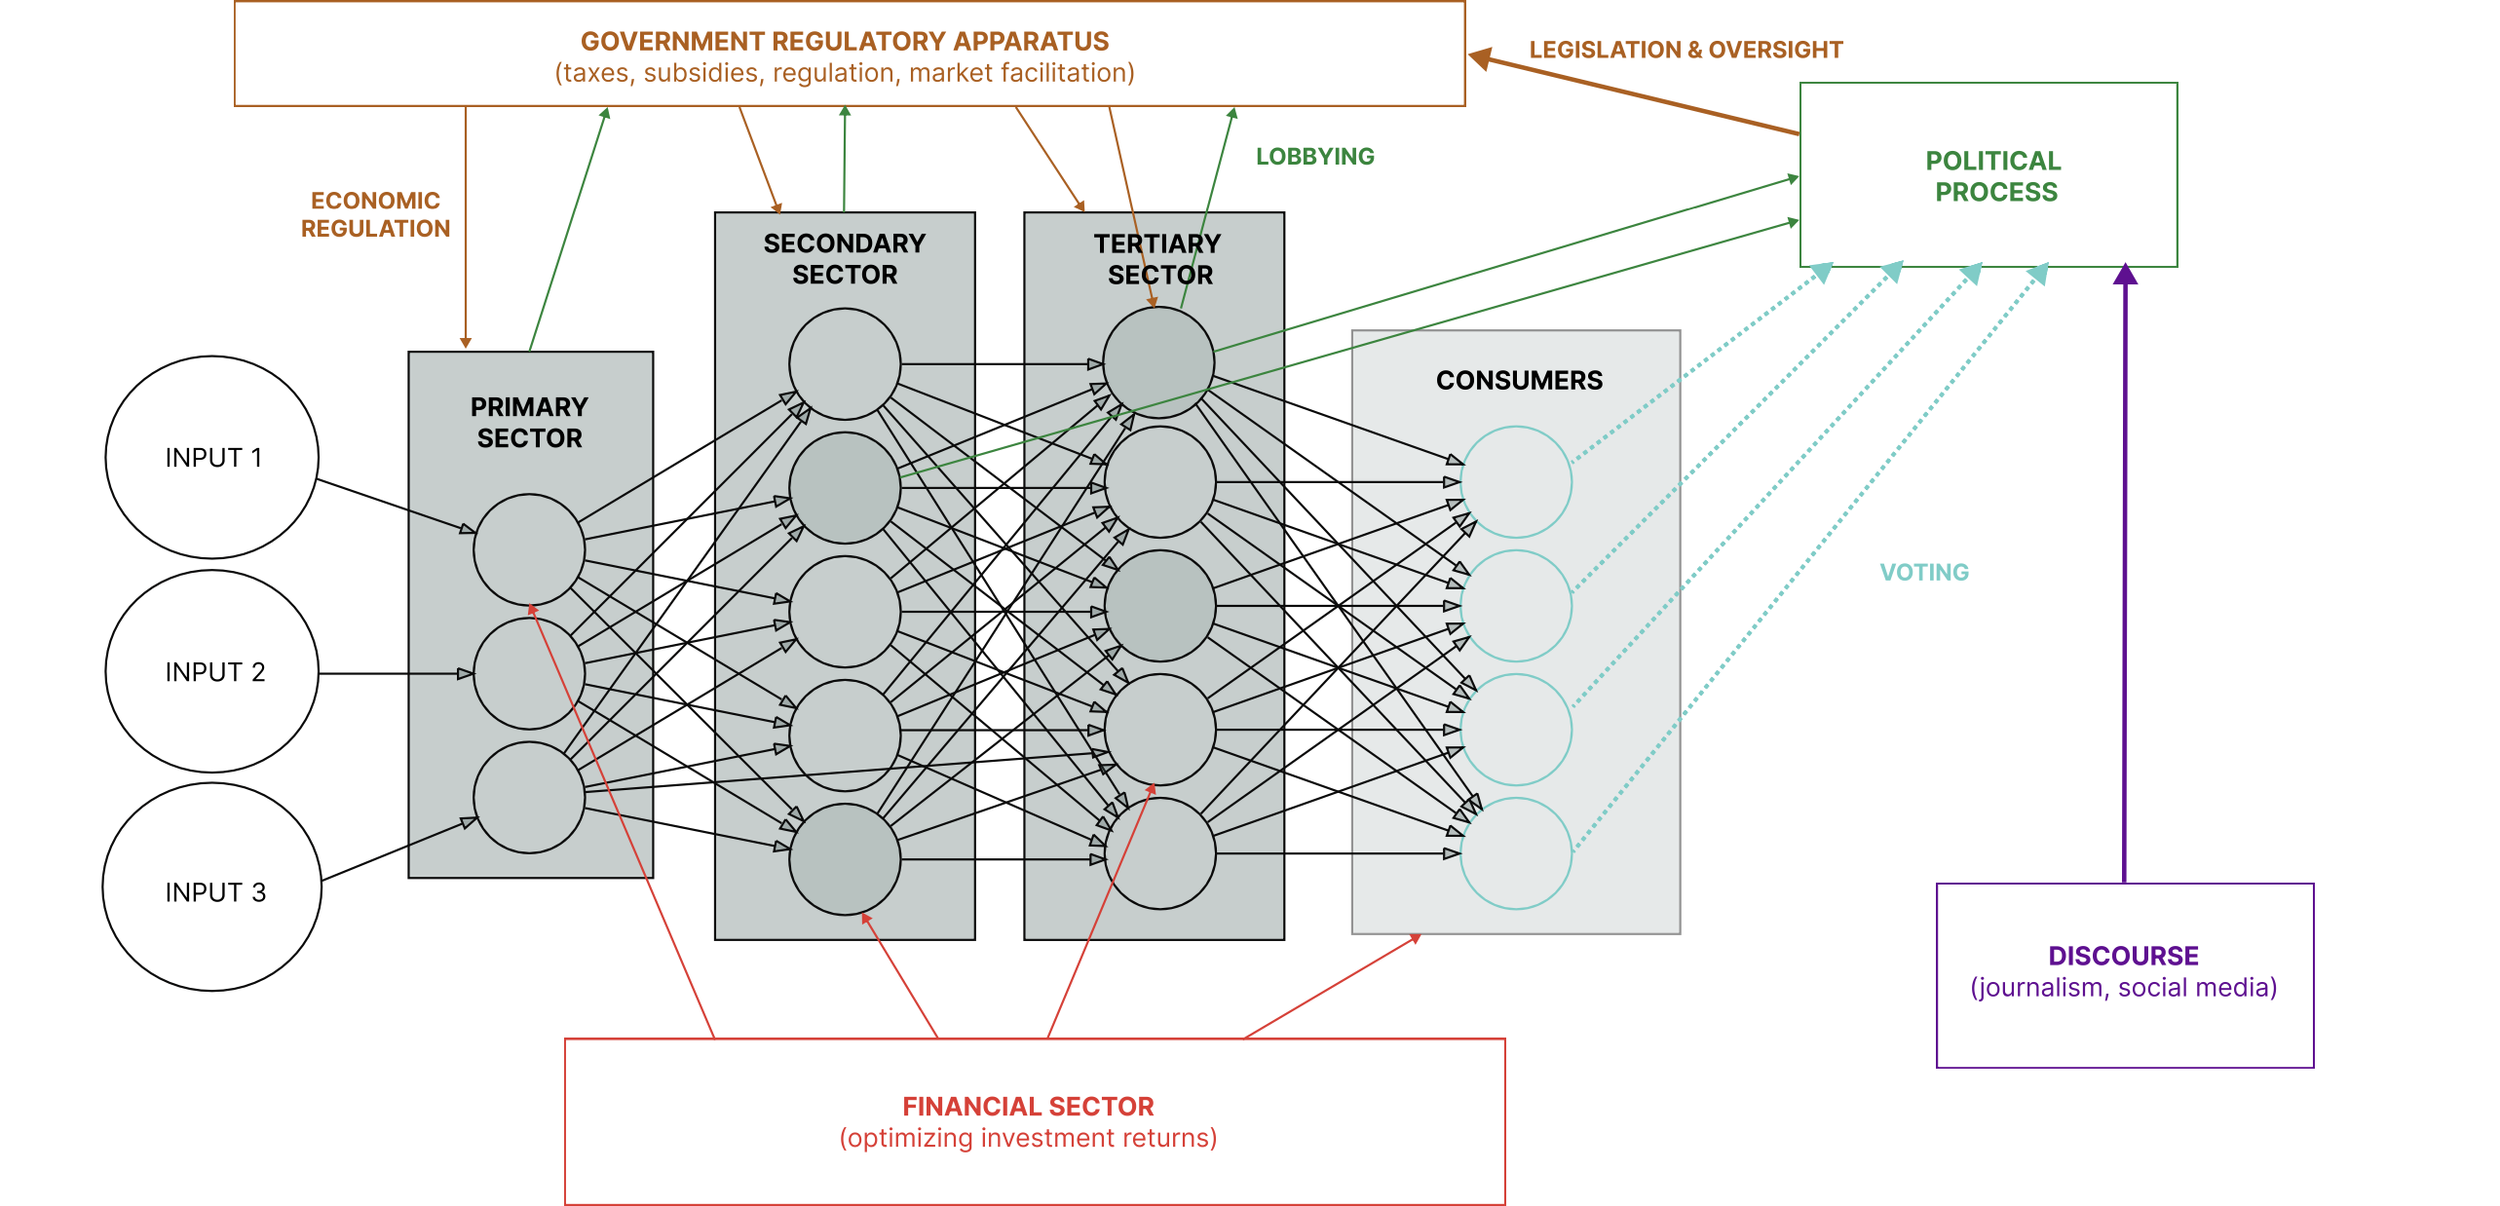 GOVERNMENT REGULATORY APPARATUS
(taxes, subsidies, regulation, market facilitation)
LEGISLATION & OVERSIGHT
POLITICAL
PROCESS
LOBBYING
ECONOMIC
REGULATION
SECONDARY
SECTOR
TERTIARY
SECTOR
PRIMARY
SECTOR
CONSUMERS
INPUT 1
INPUT 2
INPUT 3
VOTING
DISCOURSE
(journalism, social media)
FINANCIAL SECTOR
(optimizing investment returns)